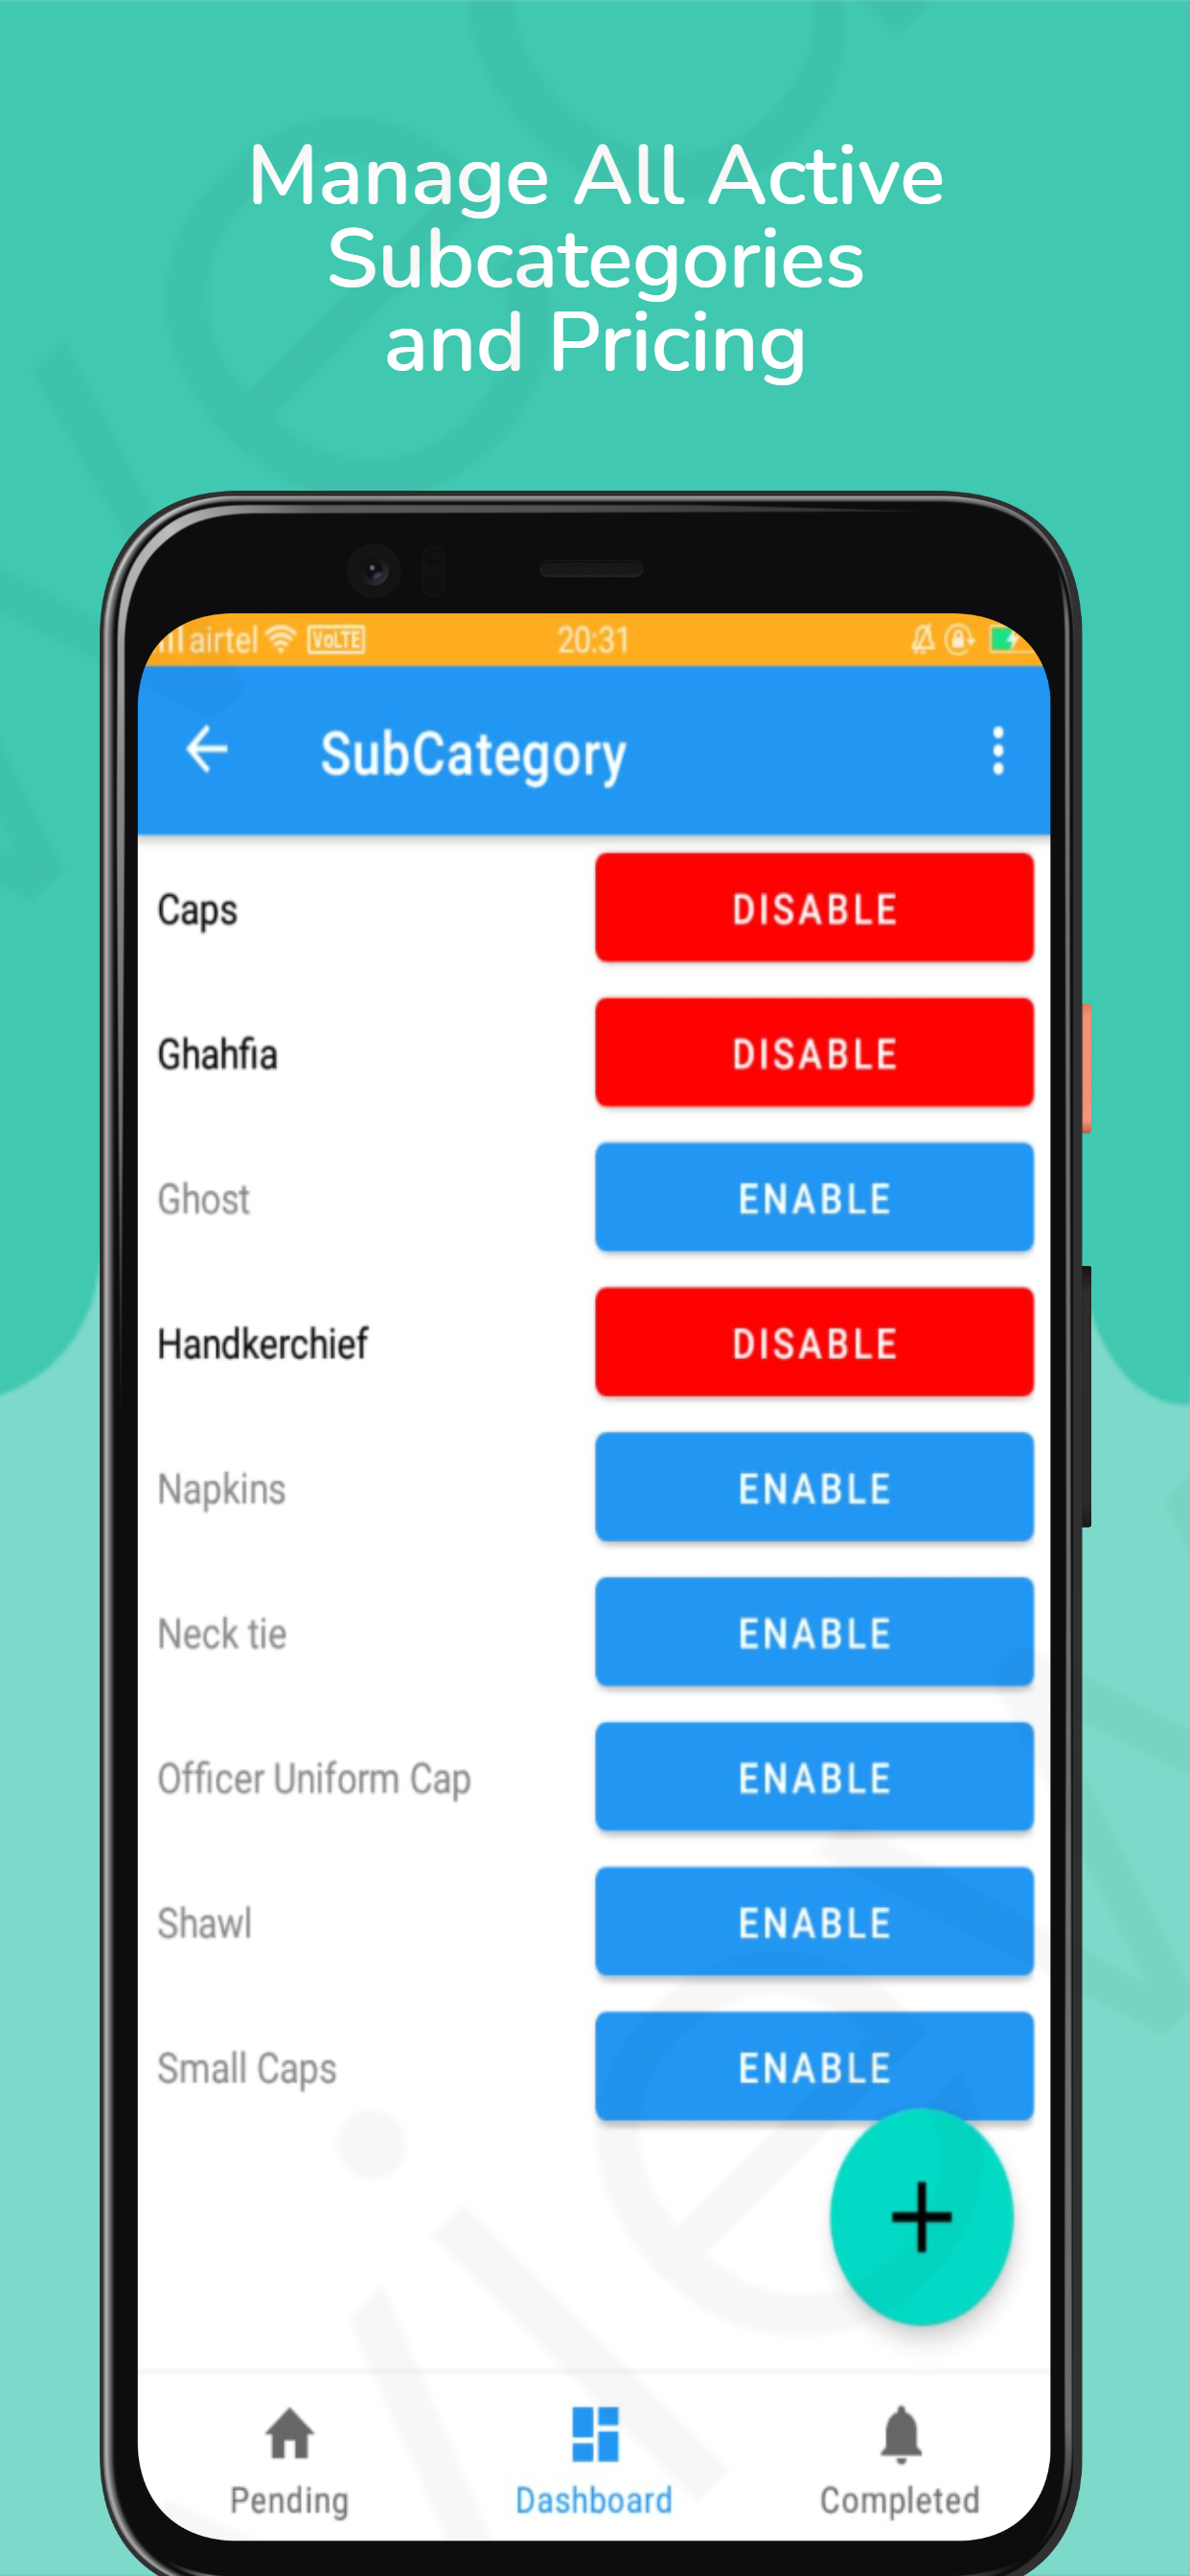 Manage All Active
Subcategories
and Pricing
airtel VoLTE 20:31
SubCategory
Caps DISABLE
Ghahfia DISABLE
Ghost ENABLE
Handkerchief DISABLE
Napkins ENABLE
Neck tie ENABLE
Officer Uniform Cap ENABLE
Shawl ENABLE
Small Caps ENABLE
+
Pending Dashboard Completed